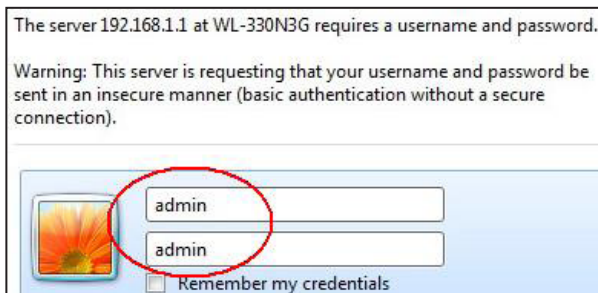 The server 192.168.1.1 at WL-330N3G requires a username and password.
Warning: This server is requesting that your username and password be
sent in an insecure manner (basic authentication without a secure
connection).
admin
admin
Remember my credentials